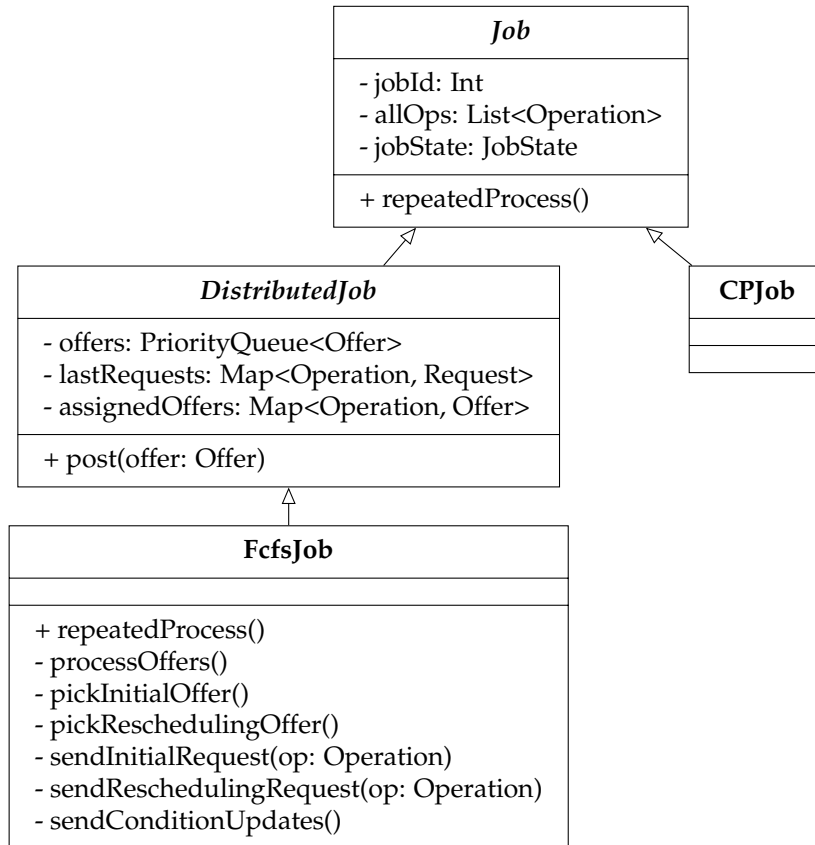 Job
- jobId: Int
- allOps: List<Operation>
- jobState: JobState
+ repeatedProcess()
DistributedJob
- offers: PriorityQueue<Offer>
- lastRequests: Map<Operation, Request>
- assignedOffers: Map<Operation, Offer>
+ post(offer: Offer)
CPJob
FcfsJob
+ repeatedProcess()
- processOffers()
- pickInitialOffer()
- pickReschedulingOffer()
- sendInitialRequest(op: Operation)
- sendReschedulingRequest(op: Operation)
- sendConditionUpdates()